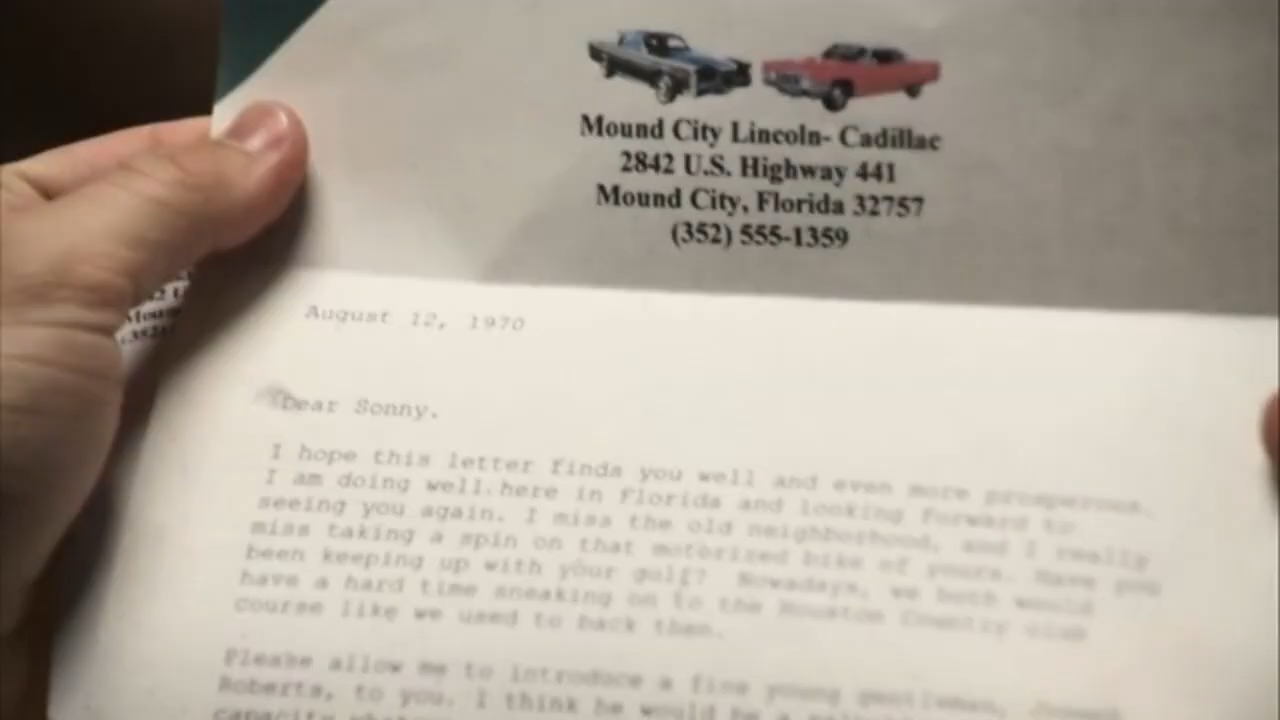 Mound City Lincoln- Cadillac
2842 U.S. Highway 441
Mound City, Florida 32757
(352) 555-1359
August 12, 1970
Dear Sonny.
I hope this letter finds you well and even more prosperous.
I am doing well.here in Florida and looking forward to
seeing you again. I miss the old neighborhood, and I really
miss taking a spin on that motorized bike of yours. Have you
been keeping up with your golf? Nowadays, we both would
have a hard time sneaking on to the Houston Country club
course like we used to back then.
Please allow me to introduce a fine young gentleman, Joseph
Roberts, to you. I think he would be a
capacity